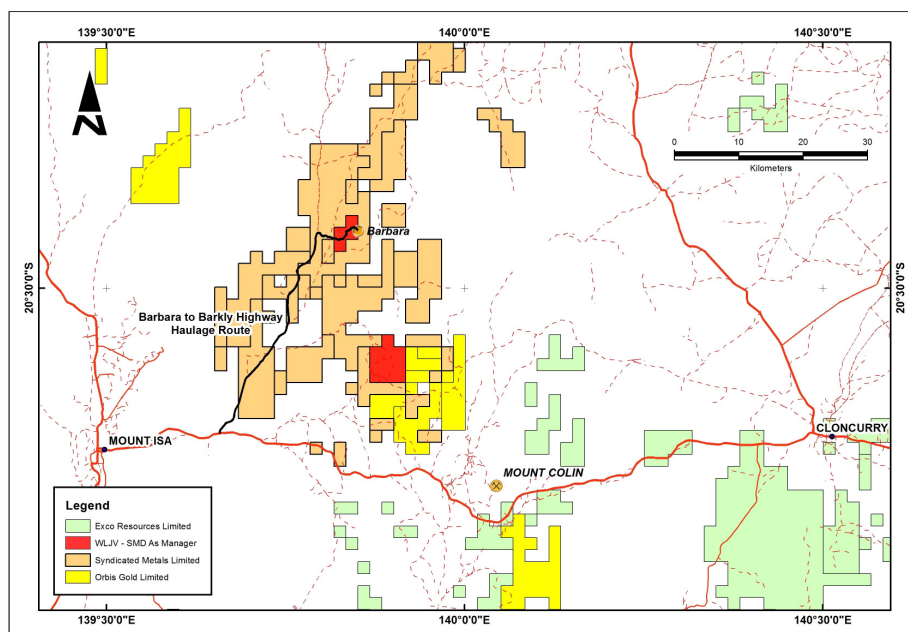 139°30'0"E
140°0'0"E
140°30'0"E
N
0
10
20
30
Kilometers
Barbara
20°30'0"S
20°30'0"S
Barbara to Barkly Highway
Haulage Route
MOUNT ISA
CLONCURRY
MOUNT COLIN
Legend
Exco Resources Limited
WLJV - SMD As Manager
Syndicated Metals Limited
Orbis Gold Limited
139°30'0"E
140°0'0"E
140°30'0"E